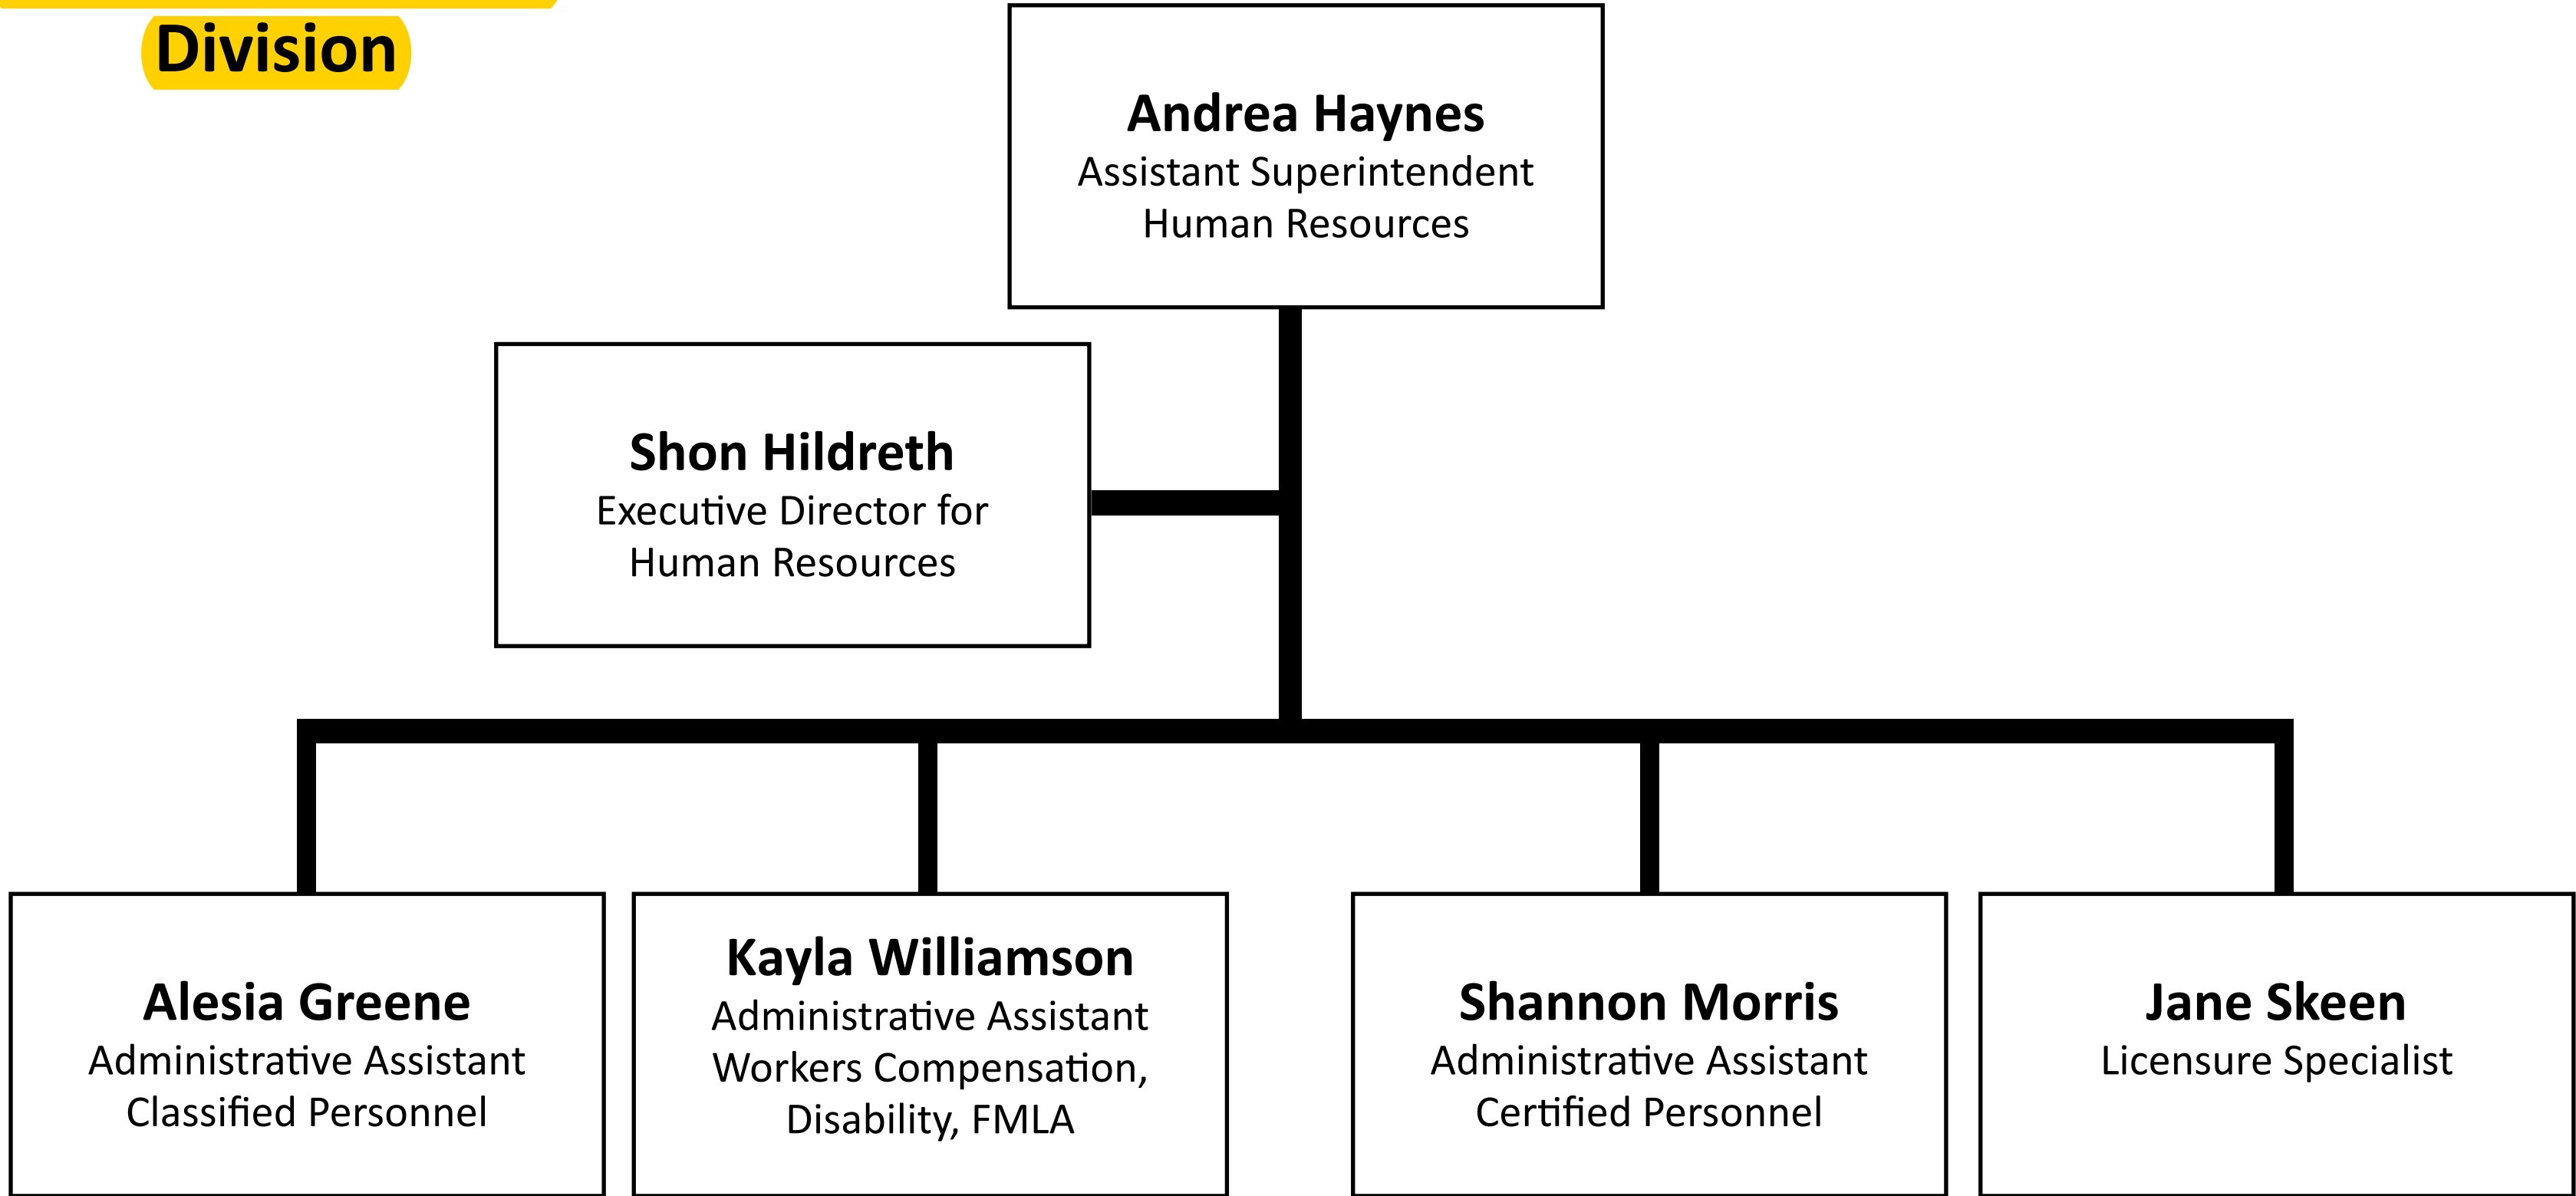 Division
Andrea Haynes
Assistant Superintendent
Human Resources
Shon Hildreth
Executive Director for
Human Resources
Alesia Greene
Administrative Assistant
Classified Personnel
Kayla Williamson
Administrative Assistant
Workers Compensation,
Disability, FMLA
Shannon Morris
Administrative Assistant
Certified Personnel
Jane Skeen
Licensure Specialist